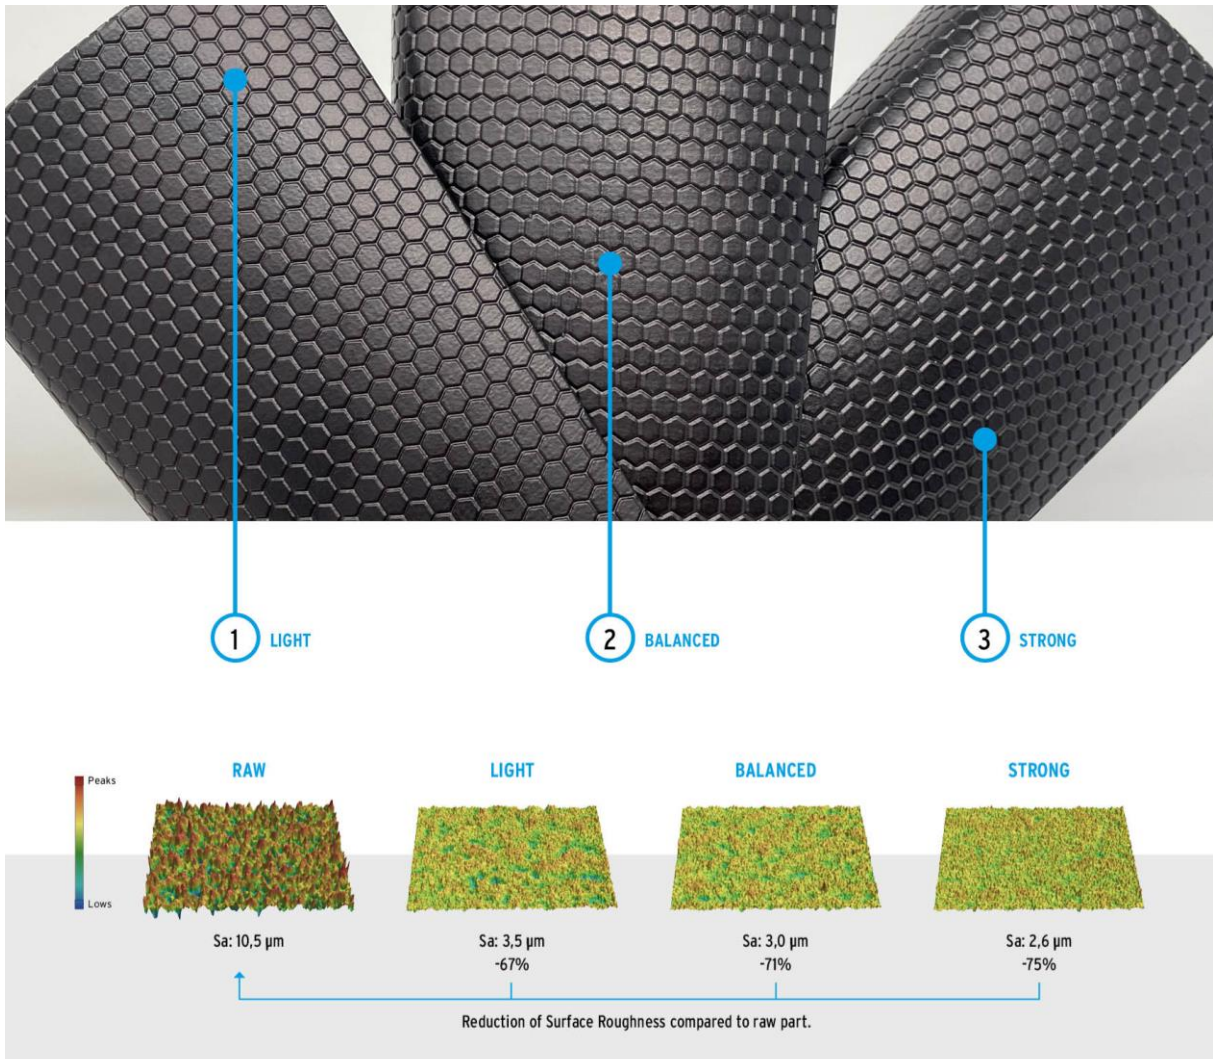 1 LIGHT
2 BALANCED
3 STRONG
RAW
LIGHT
BALANCED
STRONG
Peaks
Lows
Sa: 10,5 µm
Sa: 3,5 µm
-67%
Sa: 3,0 µm
-71%
Sa: 2,6 µm
-75%
Reduction of Surface Roughness compared to raw part.